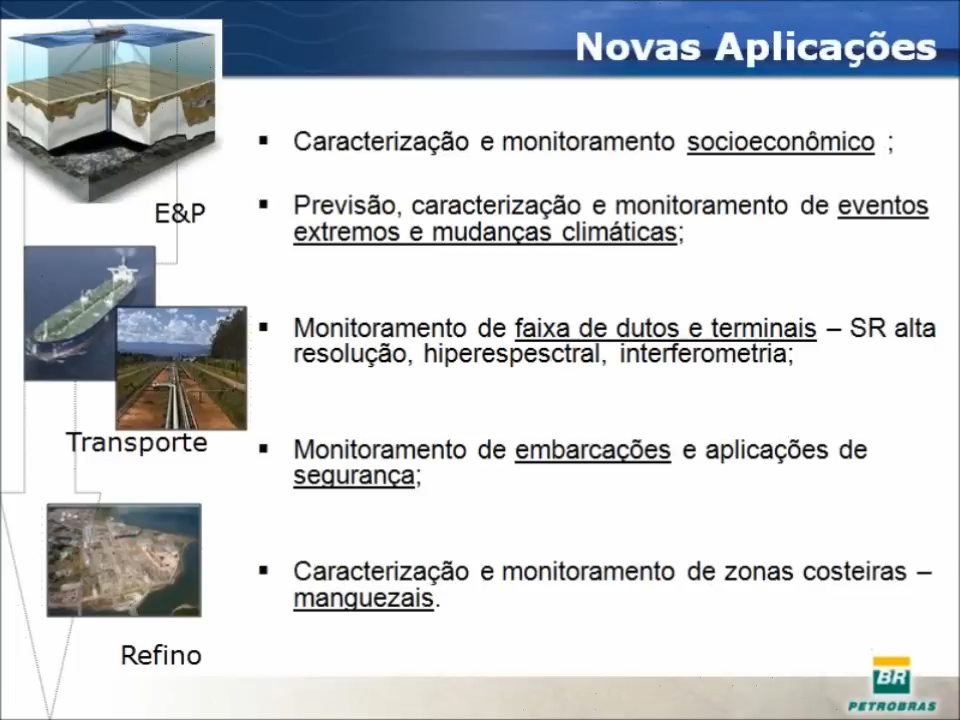 Novas Aplicações
▪ Caracterização e monitoramento socioeconômico ;
E&P
▪ Previsão, caracterização e monitoramento de eventos
extremos e mudanças climáticas;
▪ Monitoramento de faixa de dutos e terminais – SR alta
resolução, hiperespesctral, interferometria;
Transporte
▪ Monitoramento de embarcações e aplicações de
segurança;
▪ Caracterização e monitoramento de zonas costeiras –
manguezais.
Refino
BR
PETROBRAS